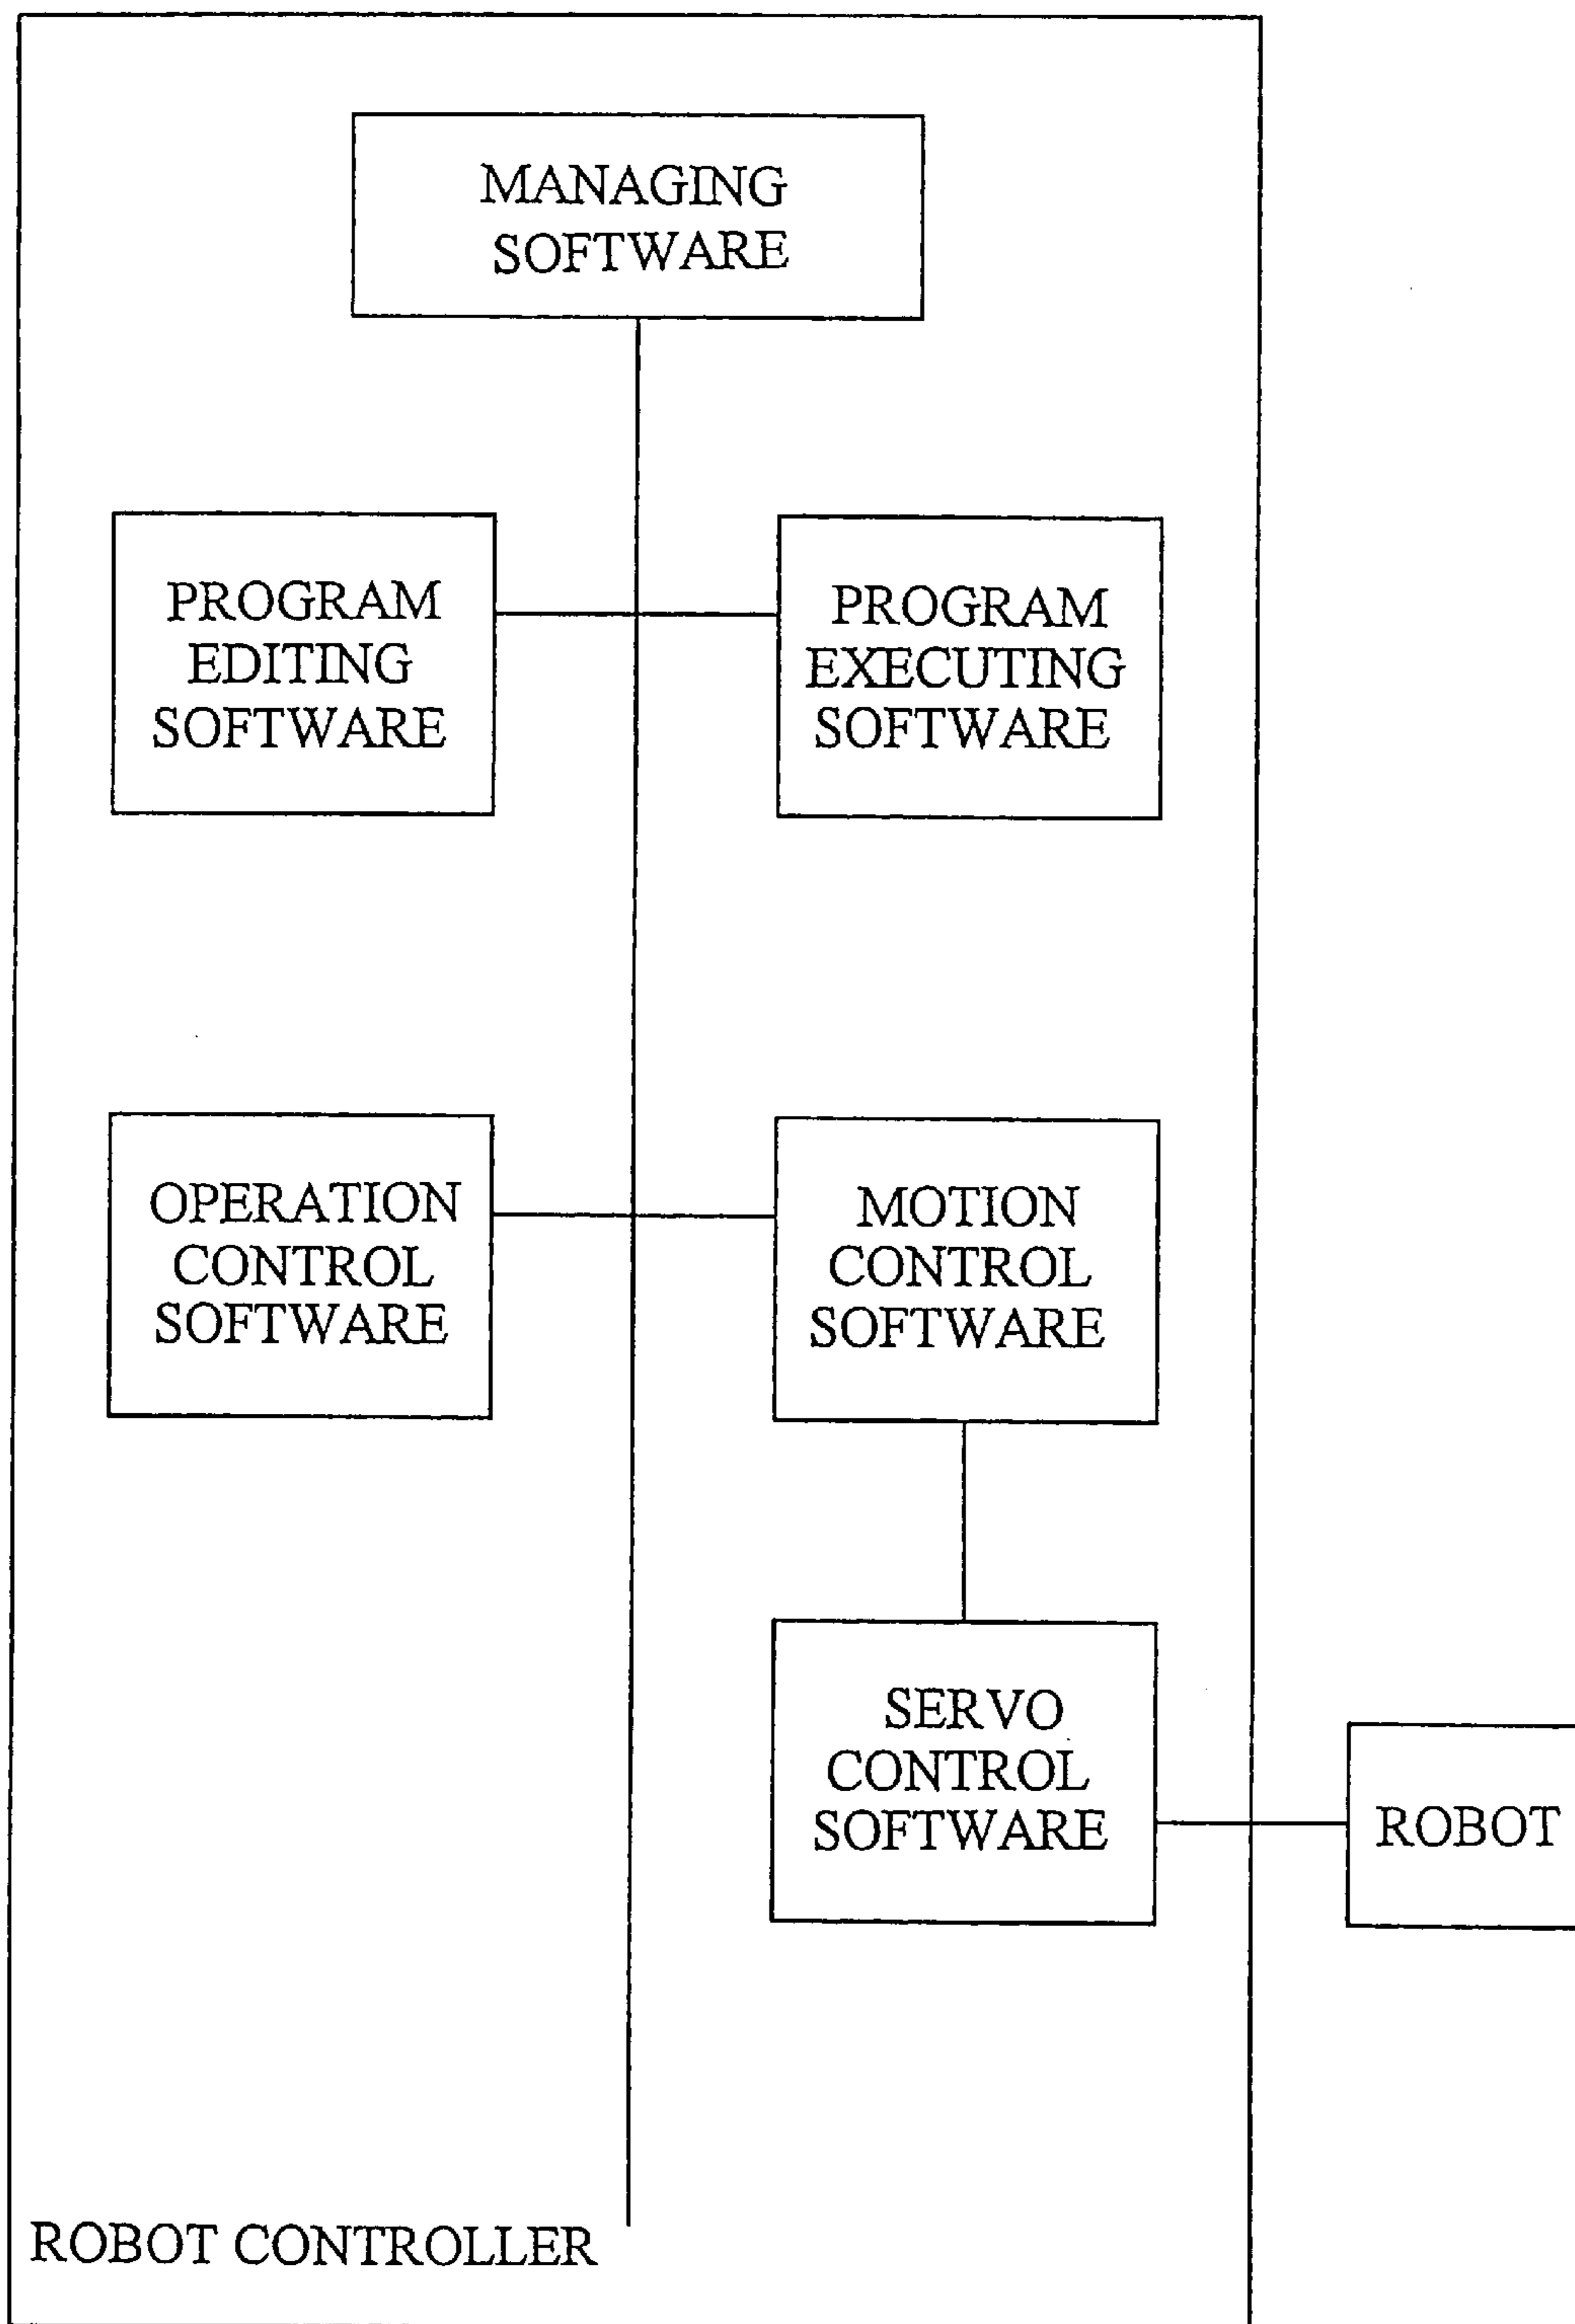 MANAGING
SOFTWARE
PROGRAM
EDITING
SOFTWARE
PROGRAM
EXECUTING
SOFTWARE
OPERATION
CONTROL
SOFTWARE
MOTION
CONTROL
SOFTWARE
SERVO
CONTROL
SOFTWARE
ROBOT
ROBOT CONTROLLER